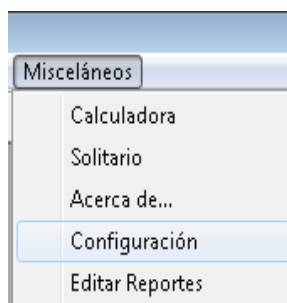 Misceláneos
Calculadora
Solitario
Acerca de...
Configuración
Editar Reportes